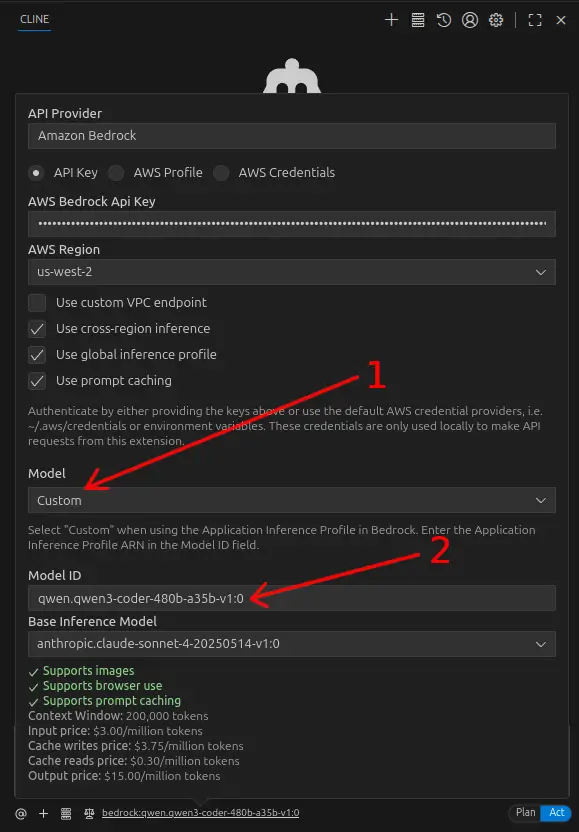 CLINE
API Provider
Amazon Bedrock
API Key AWS Profile AWS Credentials
AWS Bedrock Api Key
AWS Region
us-west-2
Use custom VPC endpoint
Use cross-region inference
Use global inference profile
Use prompt caching
1
Authenticate by either providing the keys above or use the default AWS credential providers, i.e.
~/.aws/credentials or environment variables. These credentials are only used locally to make API
requests from this extension.
Model
Custom
Select "Custom" when using the Application Inference Profile in Bedrock. Enter the Application
Inference Profile ARN in the Model ID field.
2
Model ID
qwen.qwen3-coder-480b-a35b-v1:0
Base Inference Model
anthropic.claude-sonnet-4-20250514-v1:0
Supports images
Supports browser use
Supports prompt caching
Context Window: 200,000 tokens
Input price: $3.00/million tokens
Cache writes price: $3.75/million tokens
Cache reads price: $0.30/million tokens
Output price: $15.00/million tokens
@ + bedrock:qwen.qwen3-coder-480b-a35b-v1:0 Plan Act